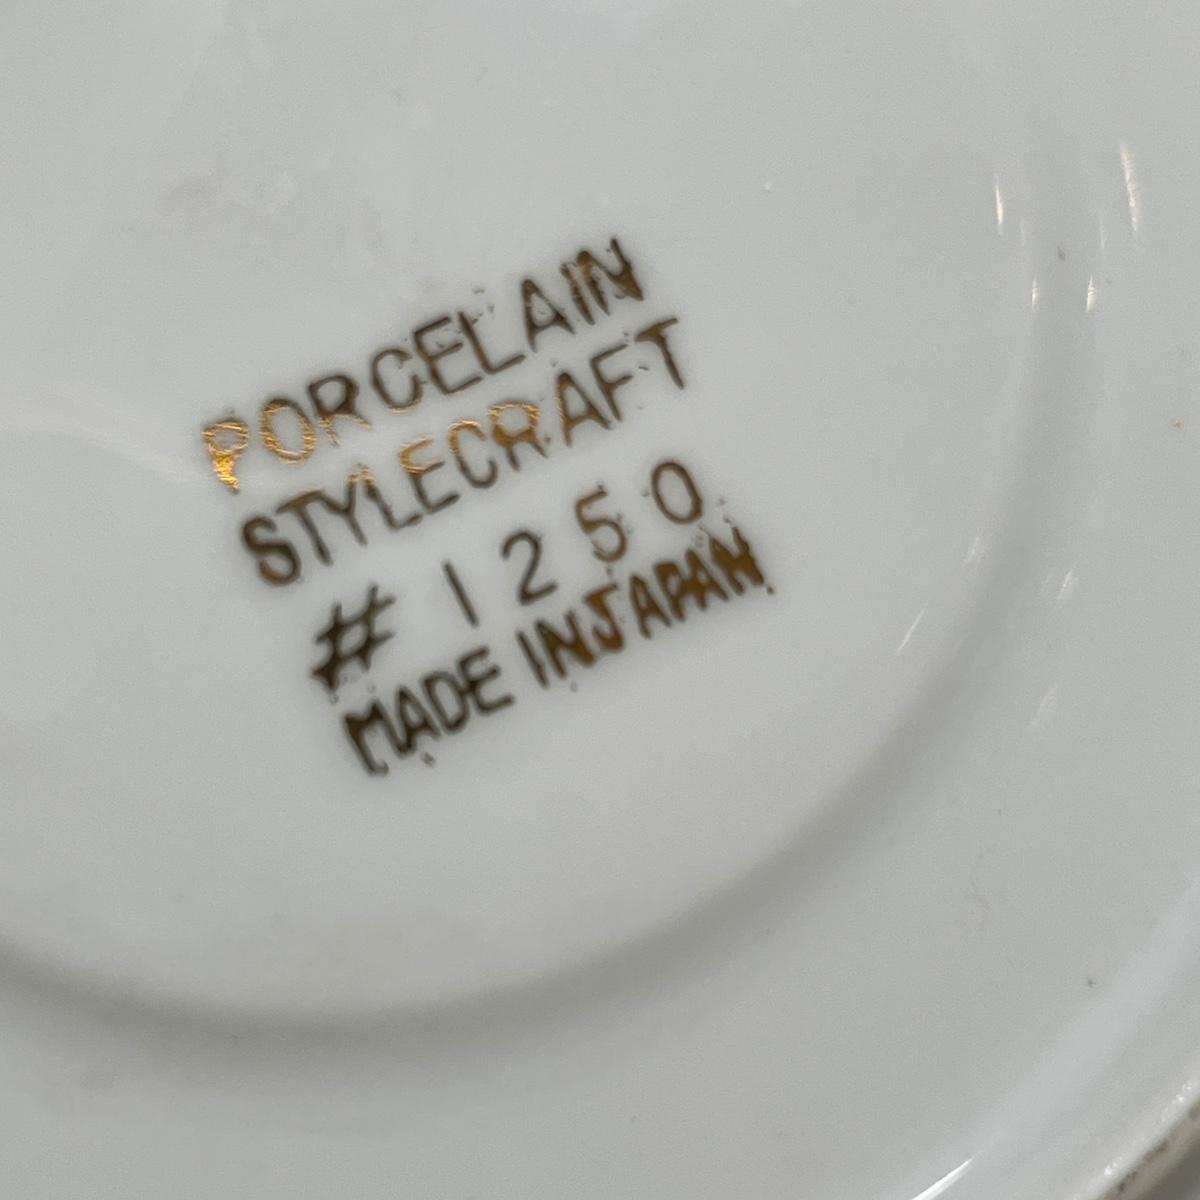 PORCELAIN
STYLECRAFT
# 1250
MADE IN JAPAN